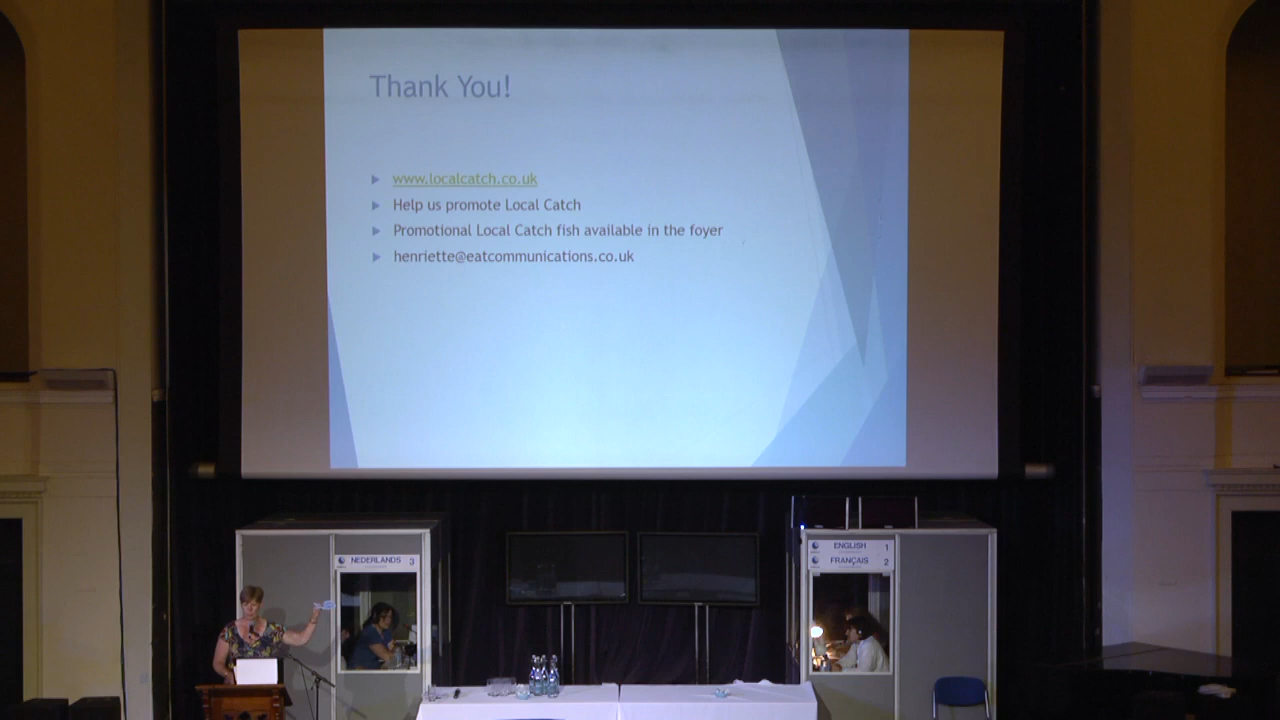 Thank You!
www.localcatch.co.uk
Help us promote Local Catch
Promotional Local Catch fish available in the foyer
henriette@eatcommunications.co.uk
NEDERLANDS 3
ENGLISH 1
FRANÇAIS 2